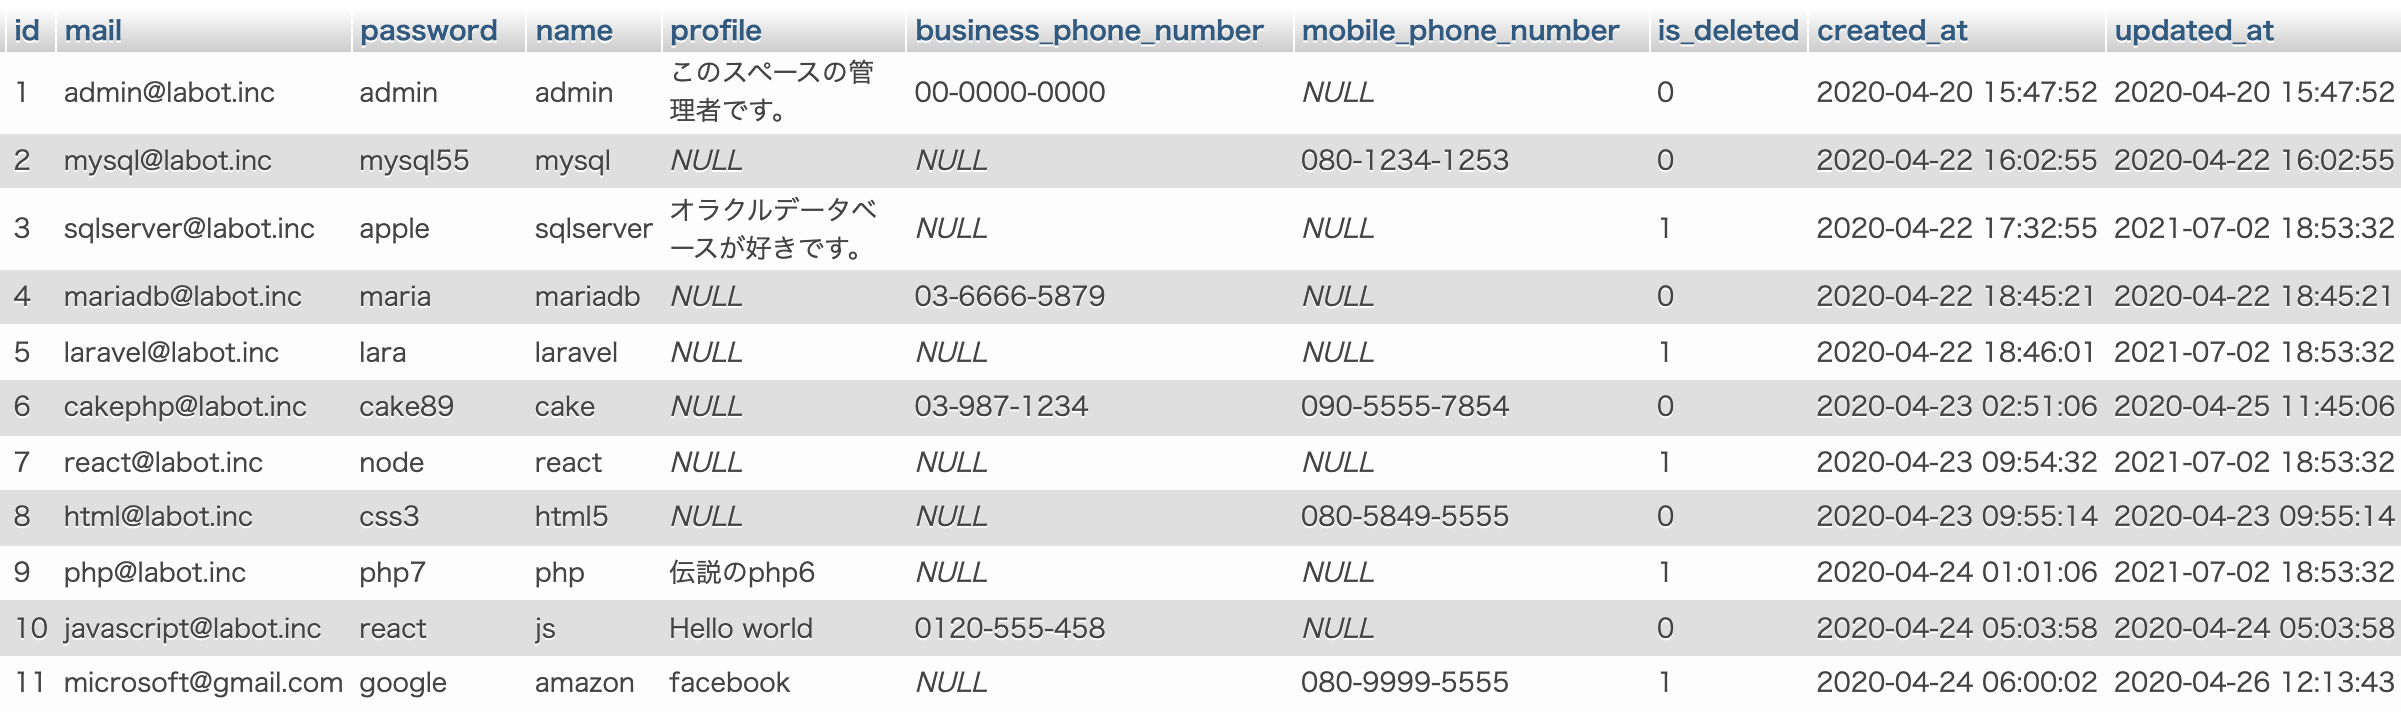 id mail password name profile business_phone_number mobile_phone_number is_deleted created_at updated_at
1 admin@labot.inc admin admin このスペースの管 00-0000-0000 NULL 0 2020-04-20 15:47:52 2020-04-20 15:47:52
理者です。
2 mysql@labot.inc mysql55 mysql NULL NULL 080-1234-1253 0 2020-04-22 16:02:55 2020-04-22 16:02:55
3 sqlserver@labot.inc apple sqlserver オラクルデータベ NULL NULL 1 2020-04-22 17:32:55 2021-07-02 18:53:32
ースが好きです。
4 mariadb@labot.inc maria mariadb NULL 03-6666-5879 NULL 0 2020-04-22 18:45:21 2020-04-22 18:45:21
5 laravel@labot.inc lara laravel NULL NULL NULL 1 2020-04-22 18:46:01 2021-07-02 18:53:32
6 cakephp@labot.inc cake89 cake NULL 03-987-1234 090-5555-7854 0 2020-04-23 02:51:06 2020-04-25 11:45:06
7 react@labot.inc node react NULL NULL NULL 1 2020-04-23 09:54:32 2021-07-02 18:53:32
8 html@labot.inc css3 html5 NULL NULL 080-5849-5555 0 2020-04-23 09:55:14 2020-04-23 09:55:14
9 php@labot.inc php7 php 伝説のphp6 NULL NULL 1 2020-04-24 01:01:06 2021-07-02 18:53:32
10 javascript@labot.inc react js Hello world 0120-555-458 NULL 0 2020-04-24 05:03:58 2020-04-24 05:03:58
11 microsoft@gmail.com google amazon facebook NULL 080-9999-5555 1 2020-04-24 06:00:02 2020-04-26 12:13:43